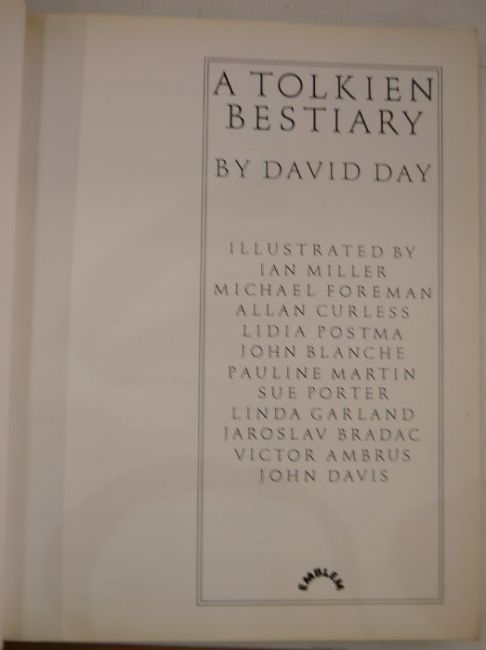 A TOLKIEN
BESTIARY
BY DAVID DAY
ILLUSTRATED BY
IAN MILLER
MICHAEL FOREMAN
ALLAN CURLESS
LIDIA POSTMA
JOHN BLANCHE
PAULINE MARTIN
SUE PORTER
LINDA GARLAND
JAROSLAV BRADAC
VICTOR AMBRUS
JOHN DAVIS
EMBLEM